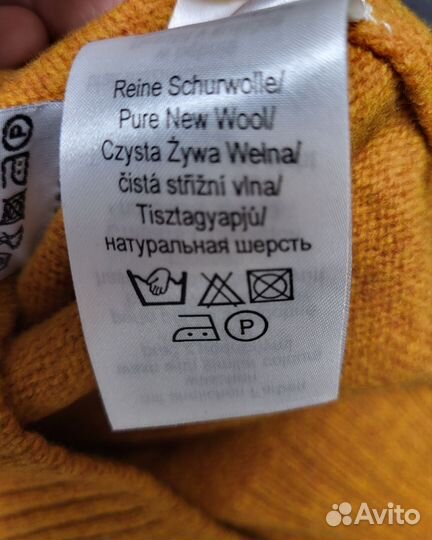 Reine Schurwolle/
Pure New Wool/
Czysta Żywa Wełna/
čistá střižní vlna/
Tisztagyapjú/
натуральная шерсть
P
P
Avito